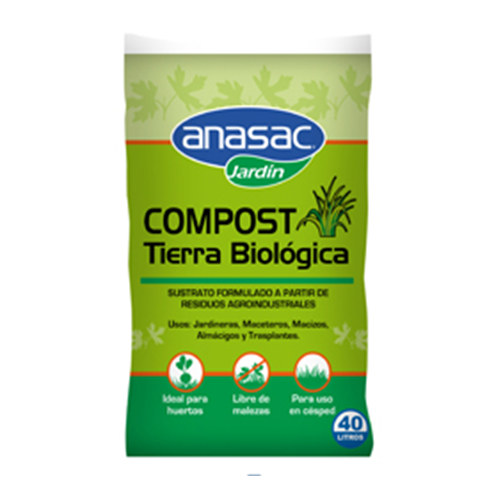 anasac
Jardín
COMPOST
Tierra Biológica
SUSTRATO FORMULADO A PARTIR DE
RESIDUOS AGROINDUSTRIALES
Usos: Jardineras, Maceteros, Macizos,
Almácigos y Trasplantes.
Ideal para
huertos
Libre de
malezas
Para uso
en césped
40
LITROS